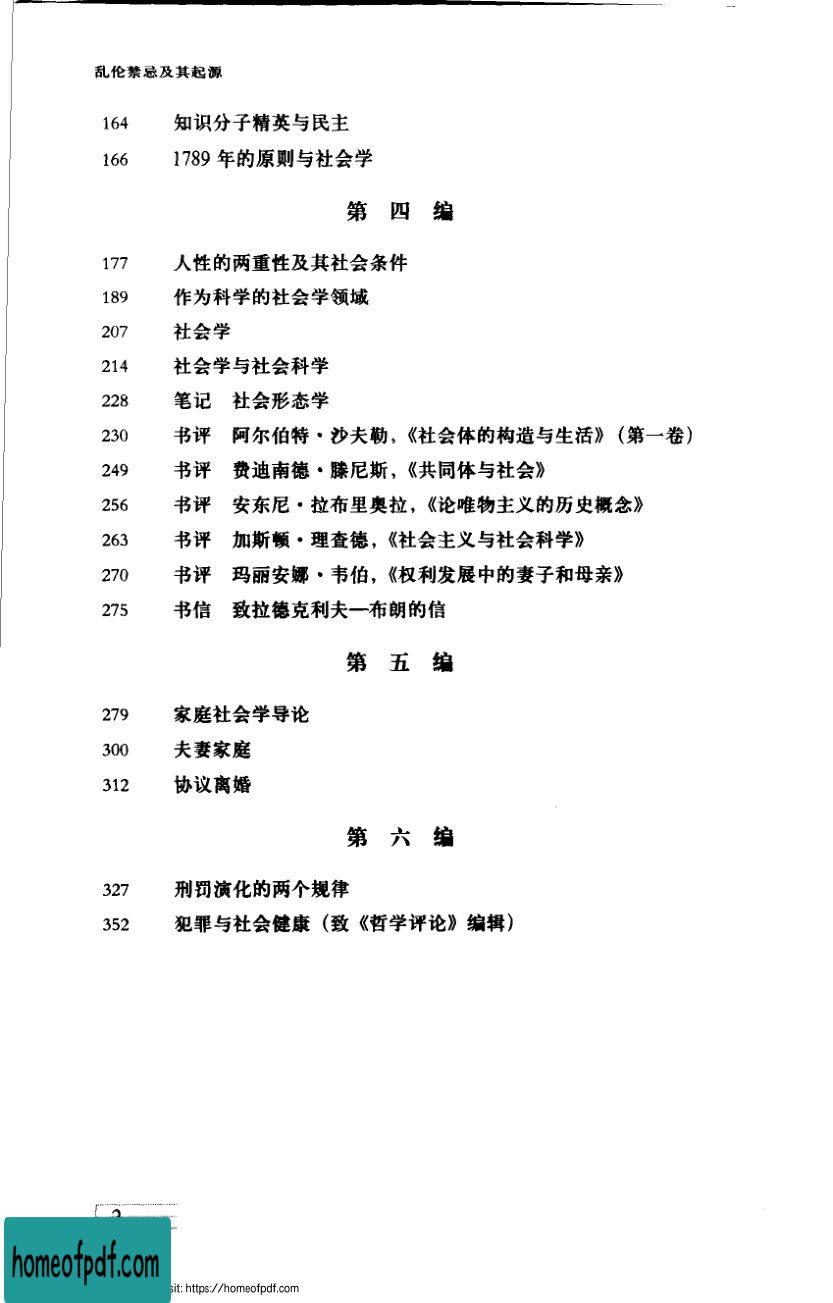 乱伦禁忌及其起源
164 知识分子精英与民主
166 1789 年的原则与社会学
第 四 编
177 人性的两重性及其社会条件
189 作为科学的社会学领域
207 社会学
214 社会学与社会科学
228 笔记 社会形态学
230 书评 阿尔伯特·沙夫勒,《社会体的构造与生活》(第一卷)
249 书评 费迪南德·滕尼斯,《共同体与社会》
256 书评 安东尼·拉布里奥拉,《论唯物主义的历史概念》
263 书评 加斯顿·理查德,《社会主义与社会科学》
270 书评 玛丽安娜·韦伯,《权利发展中的妻子和母亲》
275 书信 致拉德克利夫—布朗的信
第 五 编
279 家庭社会学导论
300 夫妻家庭
312 协议离婚
第 六 编
327 刑罚演化的两个规律
352 犯罪与社会健康(致《哲学评论》编辑)
homeofpdf.com
sit: https://homeofpdf.com